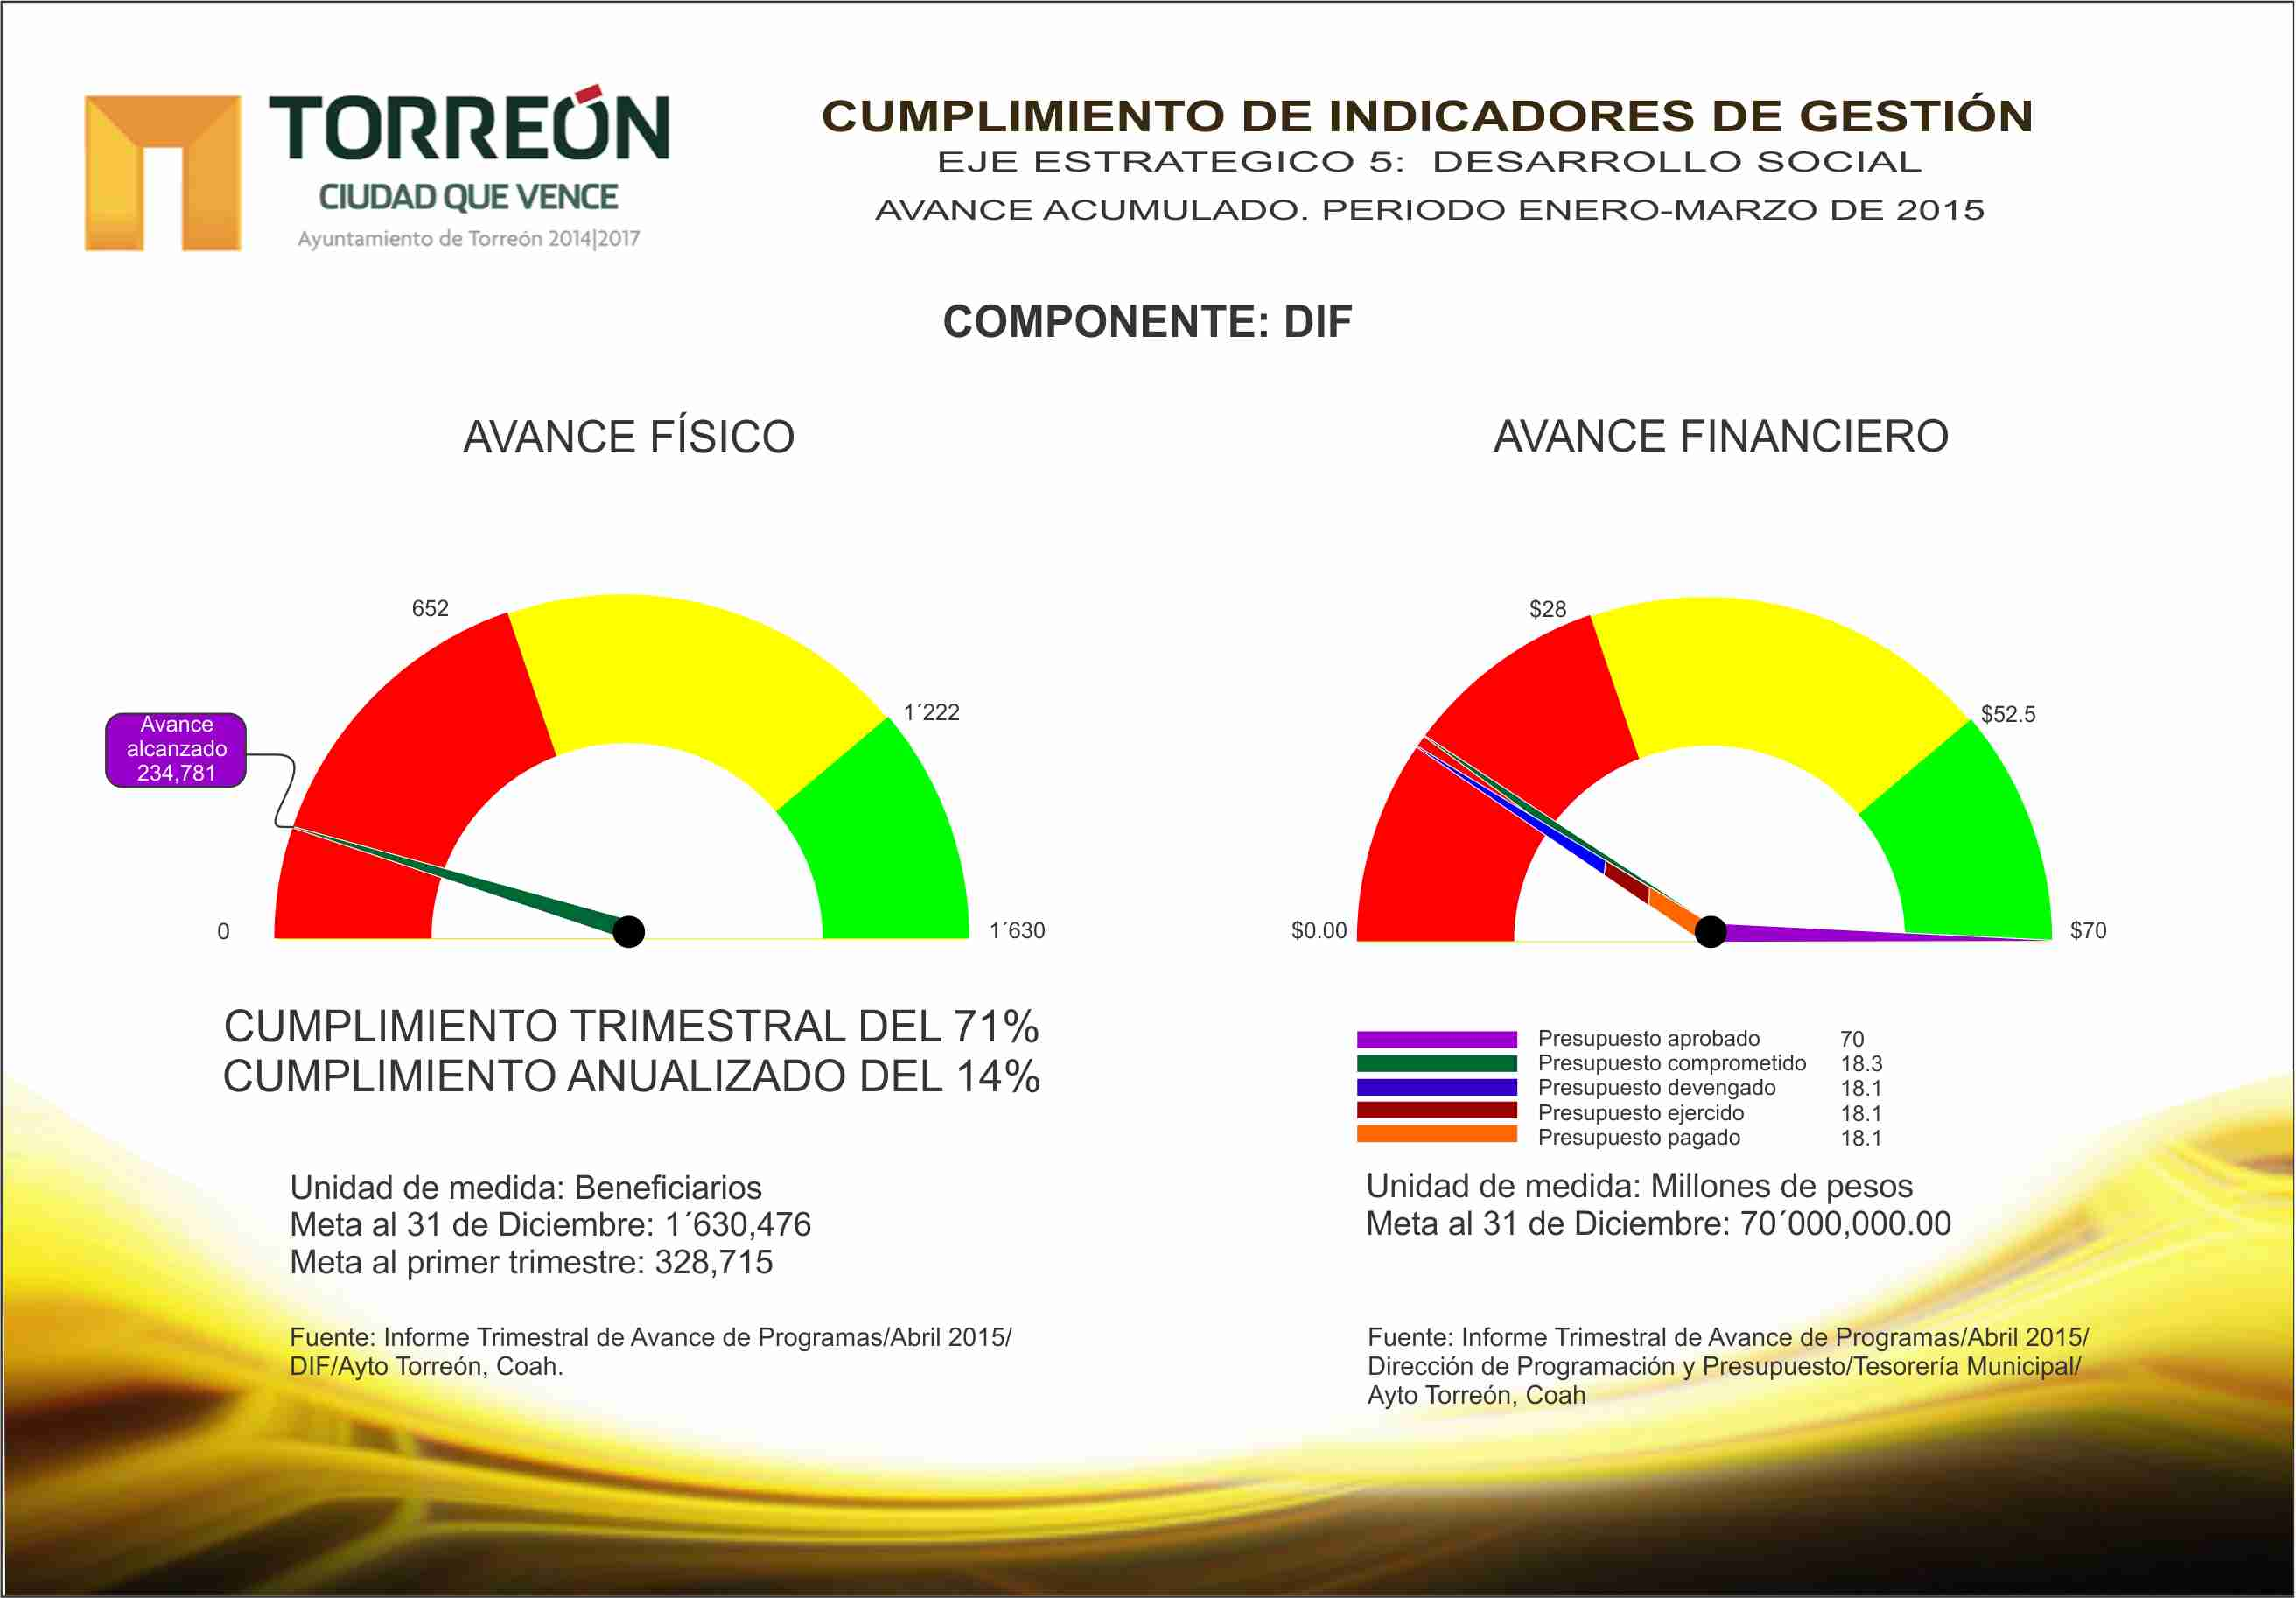 TORREÓN
CIUDAD QUE VENCE
Ayuntamiento de Torreón 2014|2017
CUMPLIMIENTO DE INDICADORES DE GESTIÓN
EJE ESTRATEGICO 5: DESARROLLO SOCIAL
AVANCE ACUMULADO. PERIODO ENERO-MARZO DE 2015
COMPONENTE: DIF
AVANCE FÍSICO
652
1´222
Avance
alcanzado
234,781
0
1´630
CUMPLIMIENTO TRIMESTRAL DEL 71%
CUMPLIMIENTO ANUALIZADO DEL 14%
Unidad de medida: Beneficiarios
Meta al 31 de Diciembre: 1´630,476
Meta al primer trimestre: 328,715
Fuente: Informe Trimestral de Avance de Programas/Abril 2015/
DIF/Ayto Torreón, Coah.
AVANCE FINANCIERO
$28
$52.5
$0.00
$70
Presupuesto aprobado 70
Presupuesto comprometido 18.3
Presupuesto devengado 18.1
Presupuesto ejercido 18.1
Presupuesto pagado 18.1
Unidad de medida: Millones de pesos
Meta al 31 de Diciembre: 70´000,000.00
Fuente: Informe Trimestral de Avance de Programas/Abril 2015/
Dirección de Programación y Presupuesto/Tesorería Municipal/
Ayto Torreón, Coah